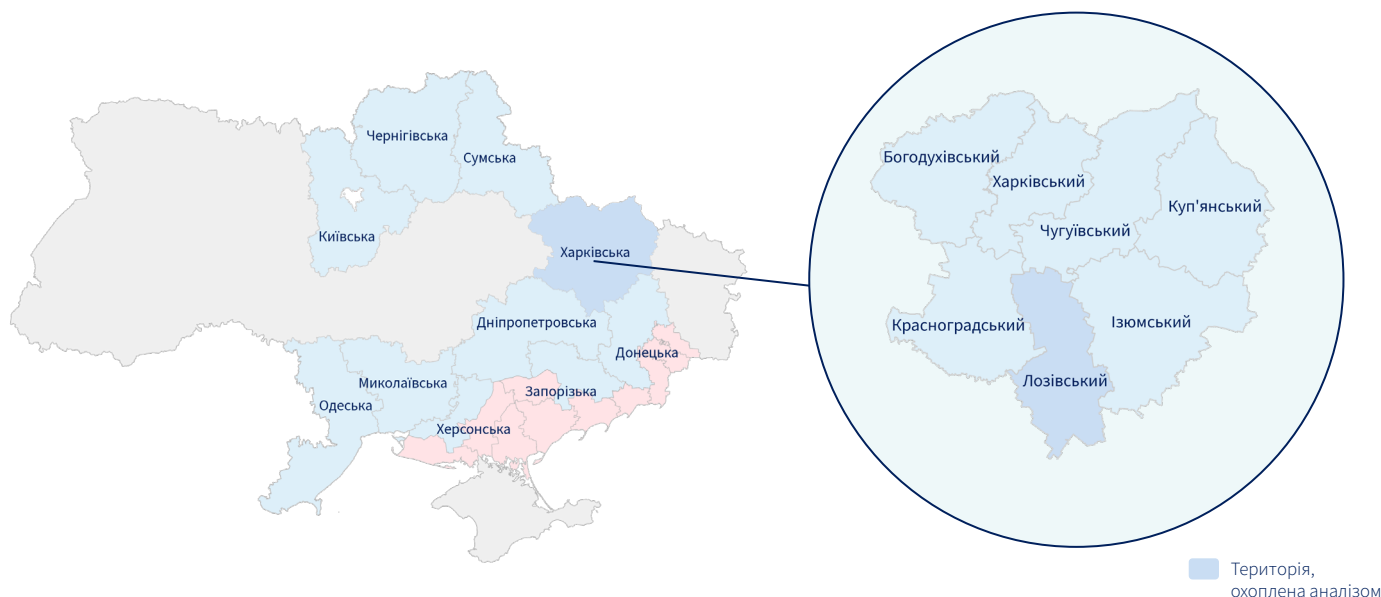 Чернігівська
Сумська
Київська
Харківська
Дніпропетровська
Донецька
Миколаївська
Запорізька
Одеська
Херсонська
Богодухівський
Харківський
Куп'янський
Чугуївський
Красноградський
Ізюмський
Лозівський
Територія,
охоплена аналізом